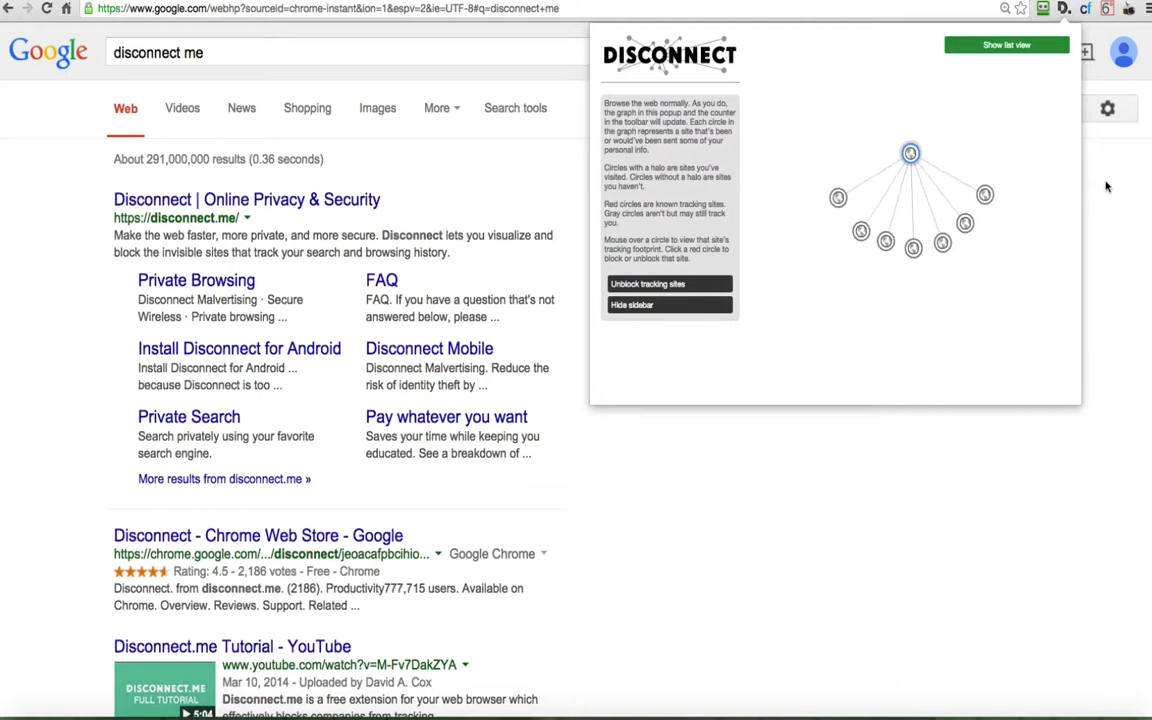 https://www.google.com/webhp?sourceid=chrome-instant&ion=1&espv=2&ie=UTF-8#q=disconnect+me
Google
disconnect me
Web Videos News Shopping Images More Search tools
About 291,000,000 results (0.36 seconds)
Disconnect | Online Privacy & Security
https://disconnect.me/
Make the web faster, more private, and more secure. Disconnect lets you visualize and
block the invisible sites that track your search and browsing history.
Private Browsing
Disconnect Malvertising · Secure
Wireless · Private browsing ...
FAQ
FAQ. If you have a question that's not
answered below, please ...
Install Disconnect for Android
Install Disconnect for Android ...
because Disconnect is too ...
Disconnect Mobile
Disconnect Malvertising. Reduce the
risk of identity theft by ...
Private Search
Search privately using your favorite
search engine.
Pay whatever you want
Saves your time while keeping you
educated. See a breakdown of ...
More results from disconnect.me »
Disconnect - Chrome Web Store - Google
https://chrome.google.com/.../disconnect/jeoacafpbcihio... Google Chrome
Rating: 4.5 - 2,186 votes - Free - Chrome
Disconnect. from disconnect.me. (2186). Productivity777,715 users. Available on
Chrome. Overview. Reviews. Support. Related ...
Disconnect.me Tutorial - YouTube
www.youtube.com/watch?v=M-Fv7DakZYA
Mar 10, 2014 - Uploaded by David A. Cox
Disconnect.me is a free extension for your web browser which
effectively blocks companies from tracking
DISCONNECT.ME
FULL TUTORIAL
5:04
D.
cf
6
DISCONNECT
Show list view
Browse the web normally. As you do,
the graph in this popup and the counter
in the toolbar will update. Each circle in
the graph represents a site that's been
or would've been sent some of your
personal info.
Circles with a halo are sites you've
visited. Circles without a halo are sites
you haven't.
Red circles are known tracking sites.
Gray circles aren't but may still track
you.
Mouse over a circle to view that site's
tracking footprint. Click a red circle to
block or unblock that site.
Unblock tracking sites
Hide sidebar